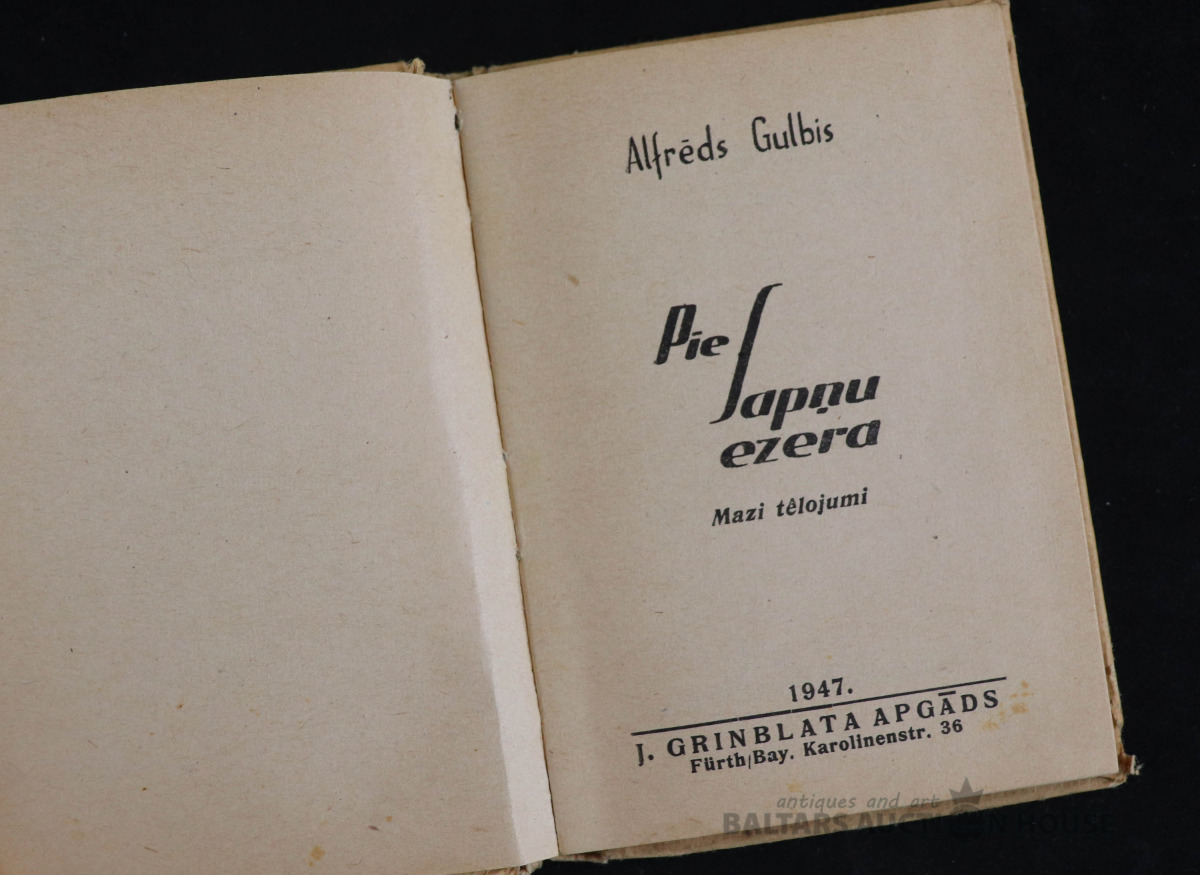 Alfrēds Gulbis
Pie
Sapņu
ezera
Mazi têlojumi
1947.
J. GRINBLATA APGĀDS
Fürth/Bay. Karolinenstr. 36
antiques and art
BALTARS AUCTION HOUSE